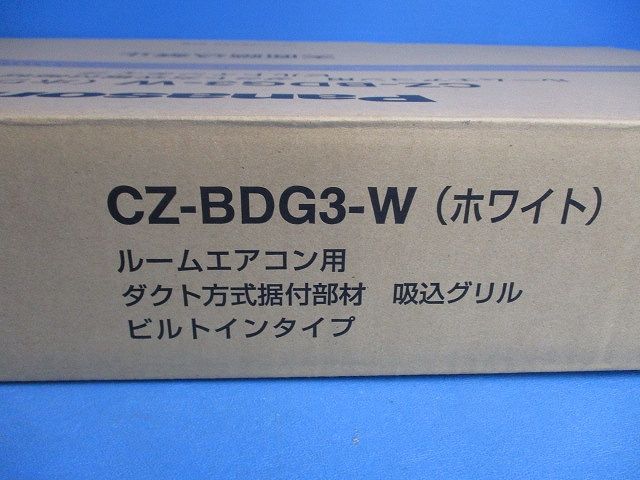 Panason
CZ-BDG3-W（ホワイト）
ルームエアコン用
ダクト方式据付部材　吸込グリル
ビルトインタイプ